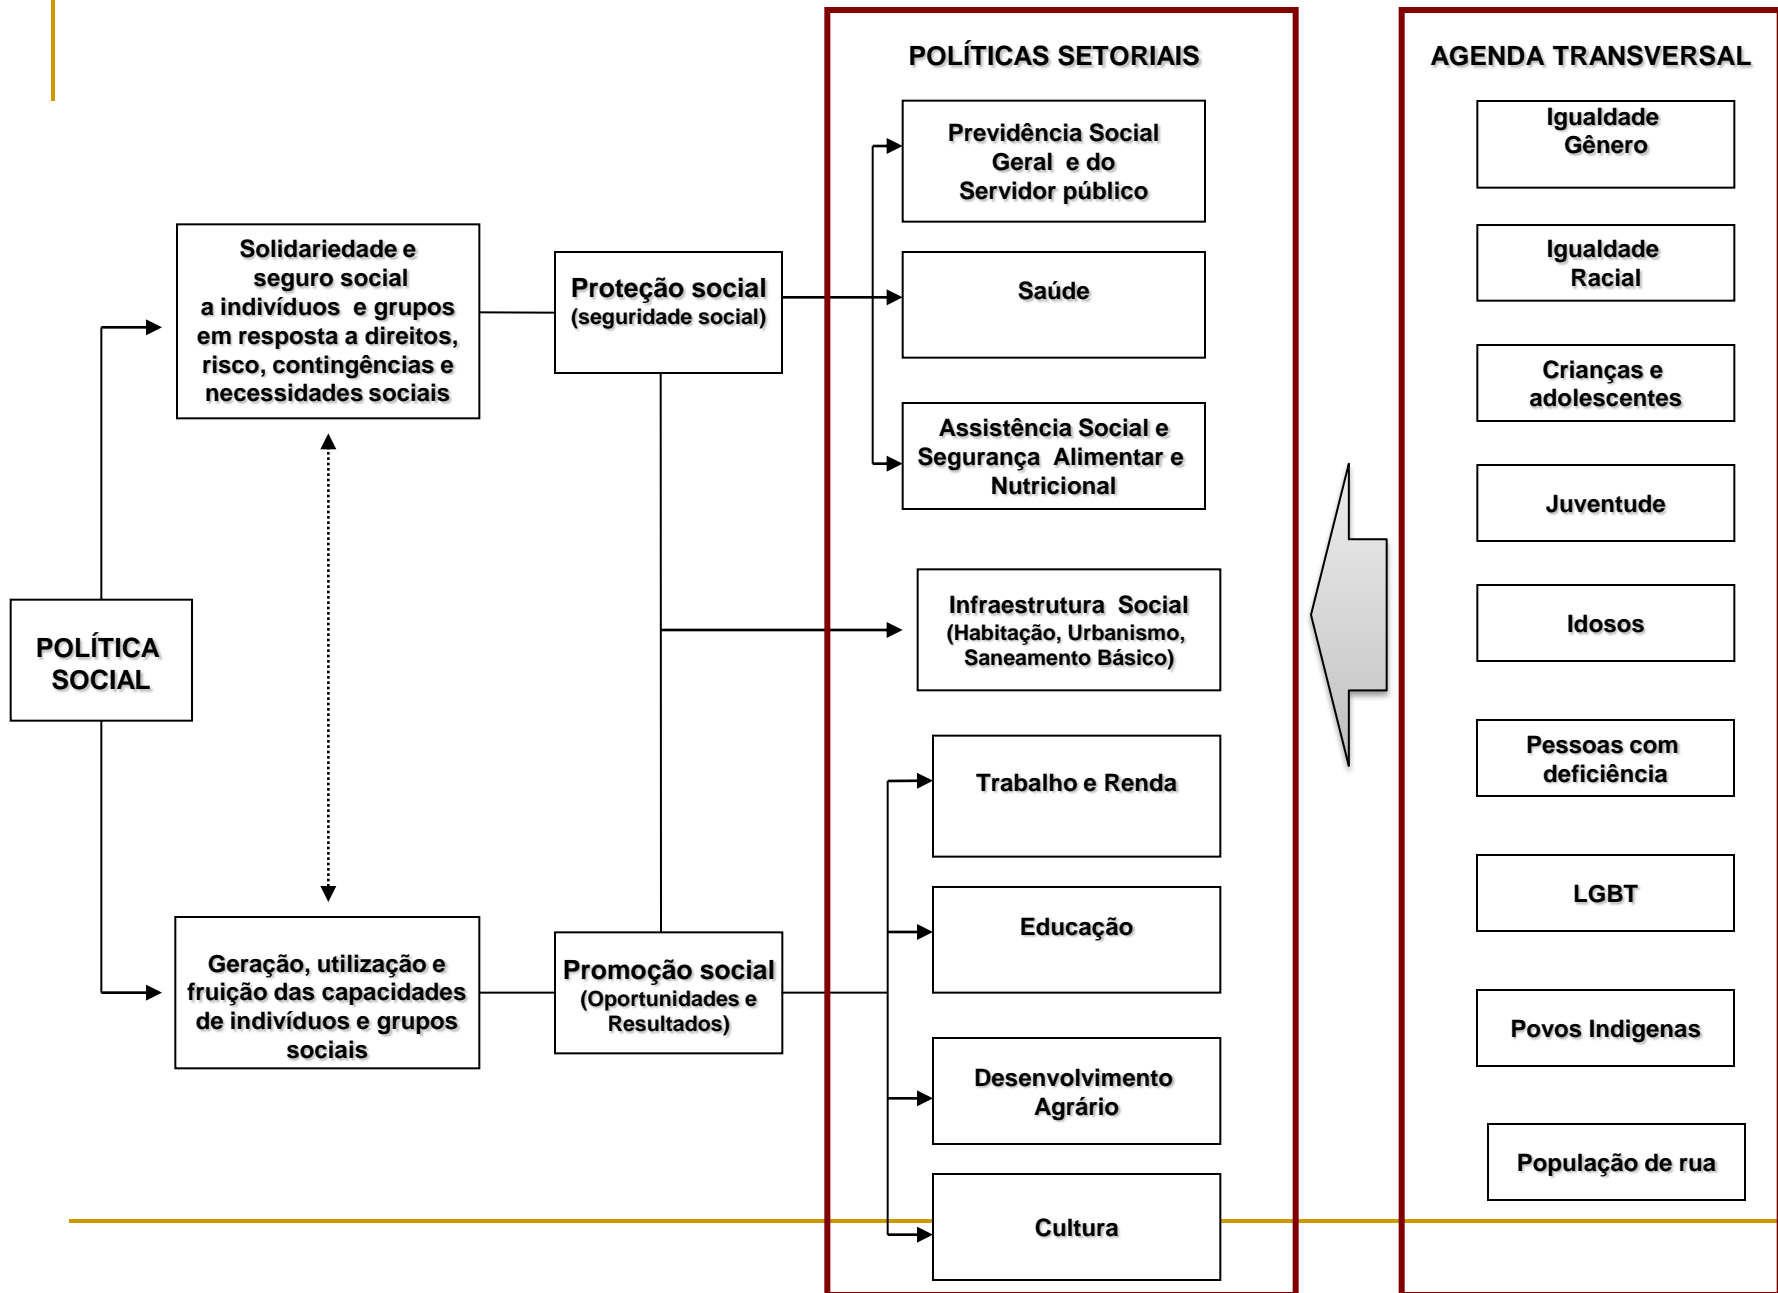 POLÍTICA
SOCIAL
Solidariedade e
seguro social
a indivíduos e grupos
em resposta a direitos,
risco, contingências e
necessidades sociais
Geração, utilização e
fruição das capacidades
de indivíduos e grupos
sociais
Proteção social
(seguridade social)
Promoção social
(Oportunidades e
Resultados)
POLÍTICAS SETORIAIS
Previdência Social
Geral e do
Servidor público
Saúde
Assistência Social e
Segurança Alimentar e
Nutricional
Infraestrutura Social
(Habitação, Urbanismo,
Saneamento Básico)
Trabalho e Renda
Educação
Desenvolvimento
Agrário
Cultura
AGENDA TRANSVERSAL
Igualdade
Gênero
Igualdade
Racial
Crianças e
adolescentes
Juventude
Idosos
Pessoas com
deficiência
LGBT
Povos Indigenas
População de rua